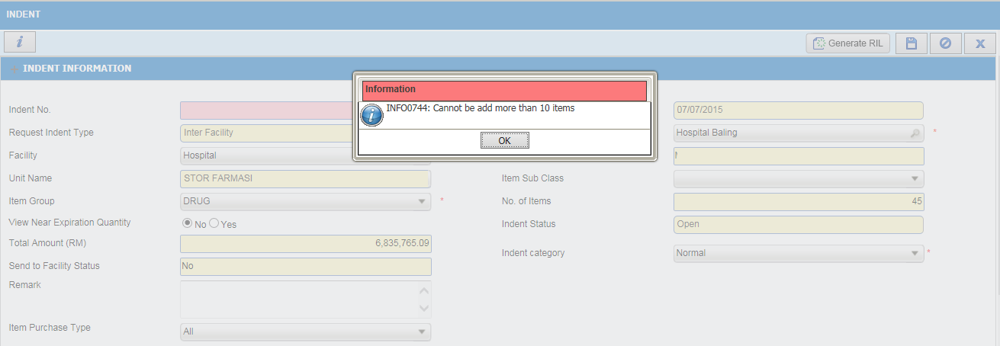 INDENT
Generate RIL
INDENT INFORMATION
Information
INFO0744: Cannot be add more than 10 items
OK
Indent No.
07/07/2015
Request Indent Type
Inter Facility
Hospital Baling
*
Facility
Hospital
Unit Name
STOR FARMASI
Item Sub Class
Item Group
DRUG
*
No. of Items
45
View Near Expiration Quantity
No
Yes
Indent Status
Open
Total Amount (RM)
6,835,765.09
Indent category
Normal
*
Send to Facility Status
No
Remark
Item Purchase Type
All